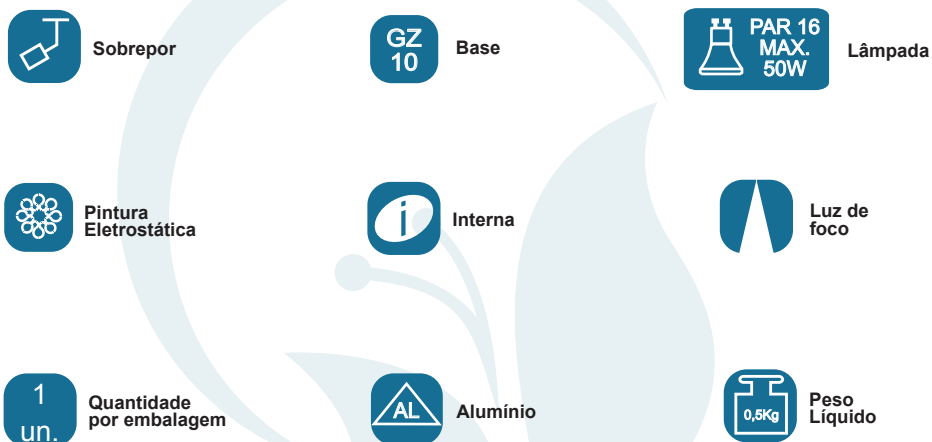 Sobrepor
GZ
10
Base
PAR 16
MAX.
50W
Lâmpada
Pintura
Eletrostática
i
Interna
Luz de
foco
1
un.
Quantidade
por embalagem
AL
Alumínio
0,5Kg
Peso
Líquido